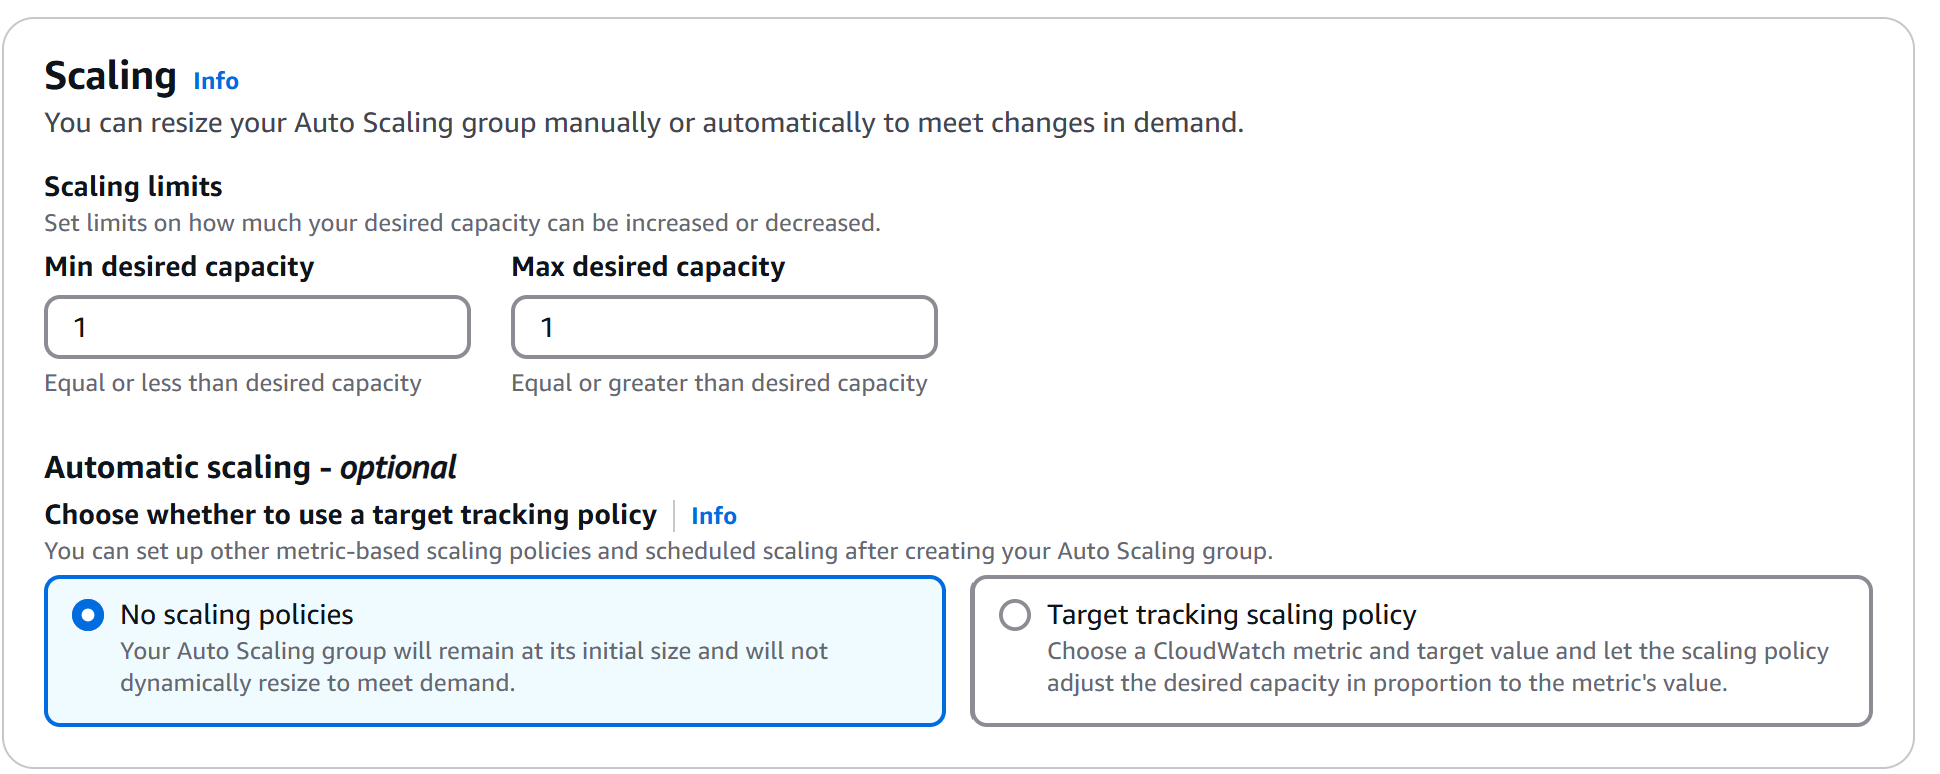 Scaling Info
You can resize your Auto Scaling group manually or automatically to meet changes in demand.
Scaling limits
Set limits on how much your desired capacity can be increased or decreased.
Min desired capacity
Max desired capacity
1
1
Equal or less than desired capacity
Equal or greater than desired capacity
Automatic scaling - optional
Choose whether to use a target tracking policy Info
You can set up other metric-based scaling policies and scheduled scaling after creating your Auto Scaling group.
No scaling policies
Your Auto Scaling group will remain at its initial size and will not
dynamically resize to meet demand.
Target tracking scaling policy
Choose a CloudWatch metric and target value and let the scaling policy
adjust the desired capacity in proportion to the metric's value.